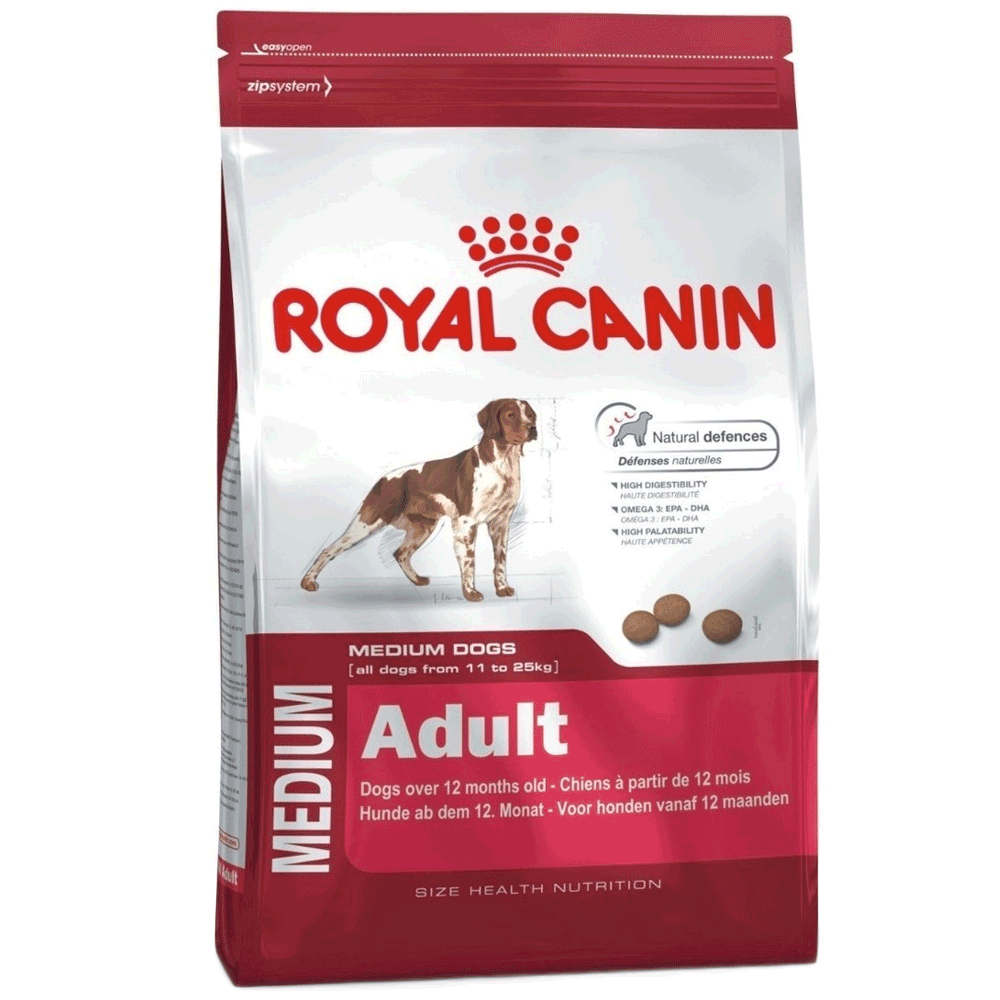 easyopen
zipsystem
ROYAL CANIN
Natural defences
Défenses naturelles
HIGH DIGESTIBILITY
HAUTE DIGESTIBILITÉ
OMEGA 3: EPA - DHA
OMÉGA 3 : EPA - DHA
HIGH PALATABILITY
HAUTE APPÉTENCE
MEDIUM DOGS
[all dogs from 11 to 25kg]
MEDIUM
Adult
Dogs over 12 months old - Chiens à partir de 12 mois
Hunde ab dem 12. Monat - Voor honden vanaf 12 maanden
SIZE HEALTH NUTRITION
Adult